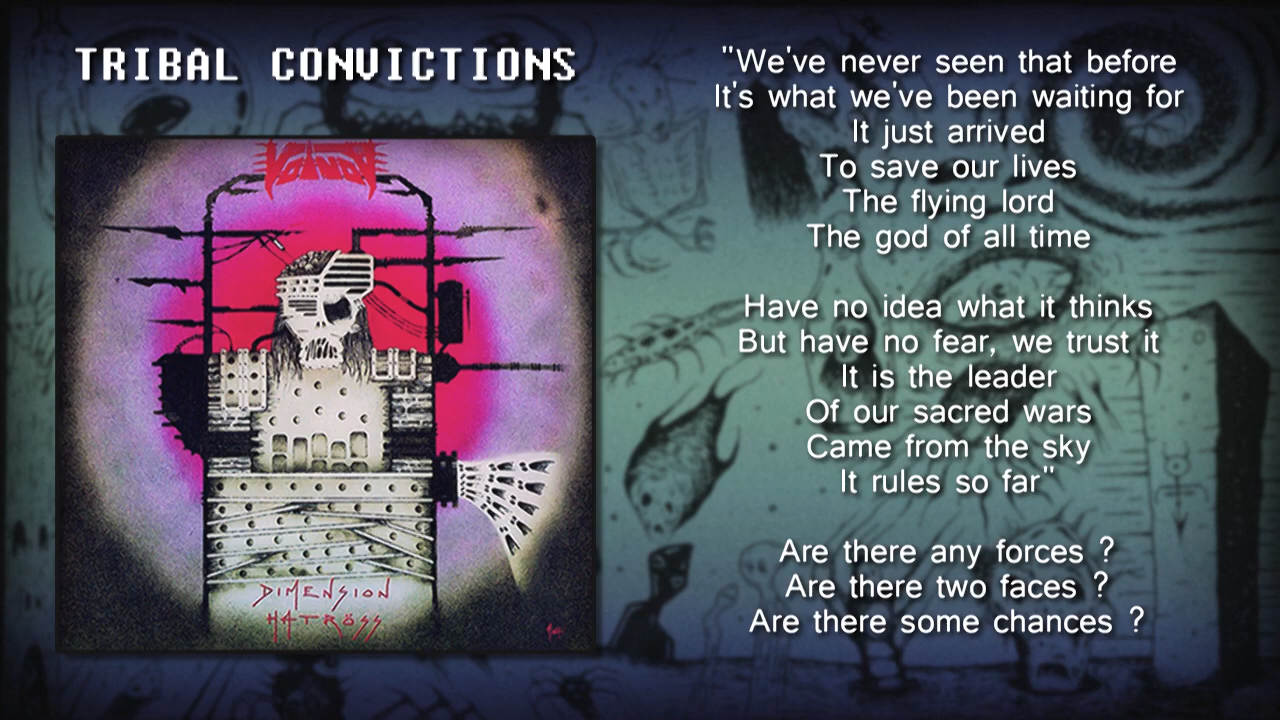 TRIBAL CONVICTIONS
VOIVOD
DIMENSION
HATRÖSS
"We've never seen that before
It's what we've been waiting for
It just arrived
To save our lives
The flying lord
The god of all time
Have no idea what it thinks
But have no fear, we trust it
It is the leader
Of our sacred wars
Came from the sky
It rules so far"
Are there any forces ?
Are there two faces ?
Are there some chances ?